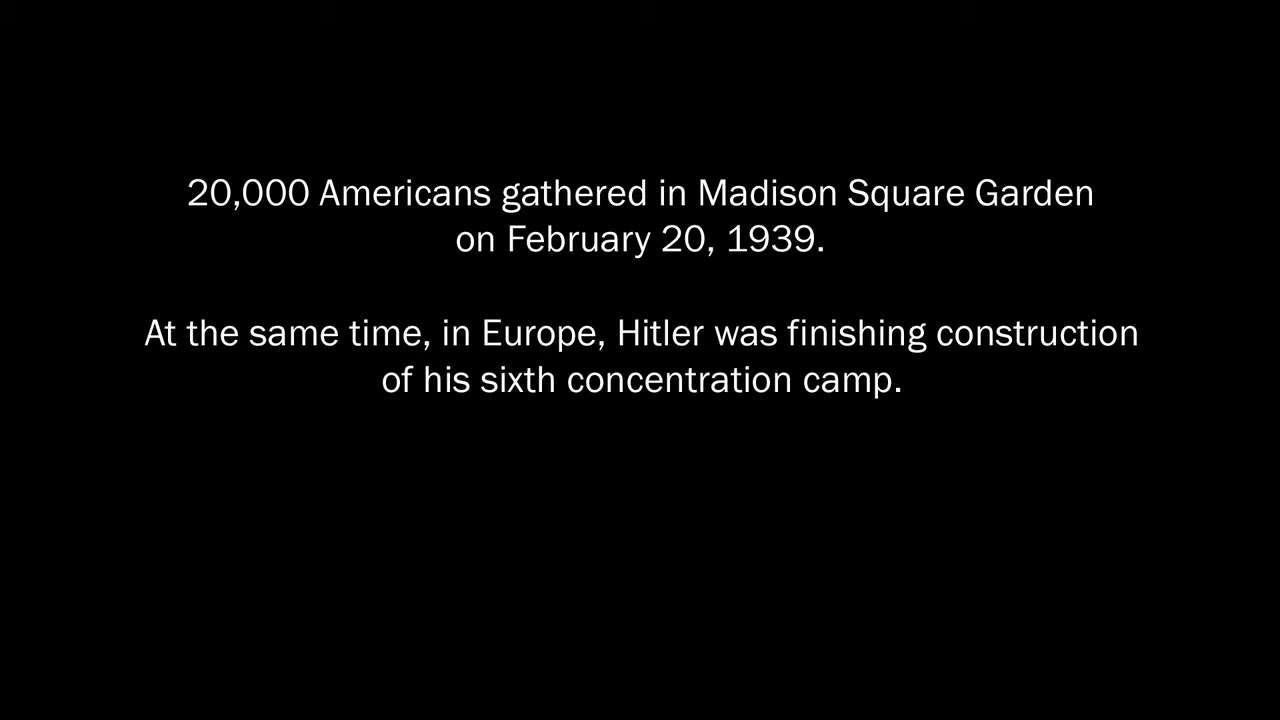 20,000 Americans gathered in Madison Square Garden
on February 20, 1939.
At the same time, in Europe, Hitler was finishing construction
of his sixth concentration camp.